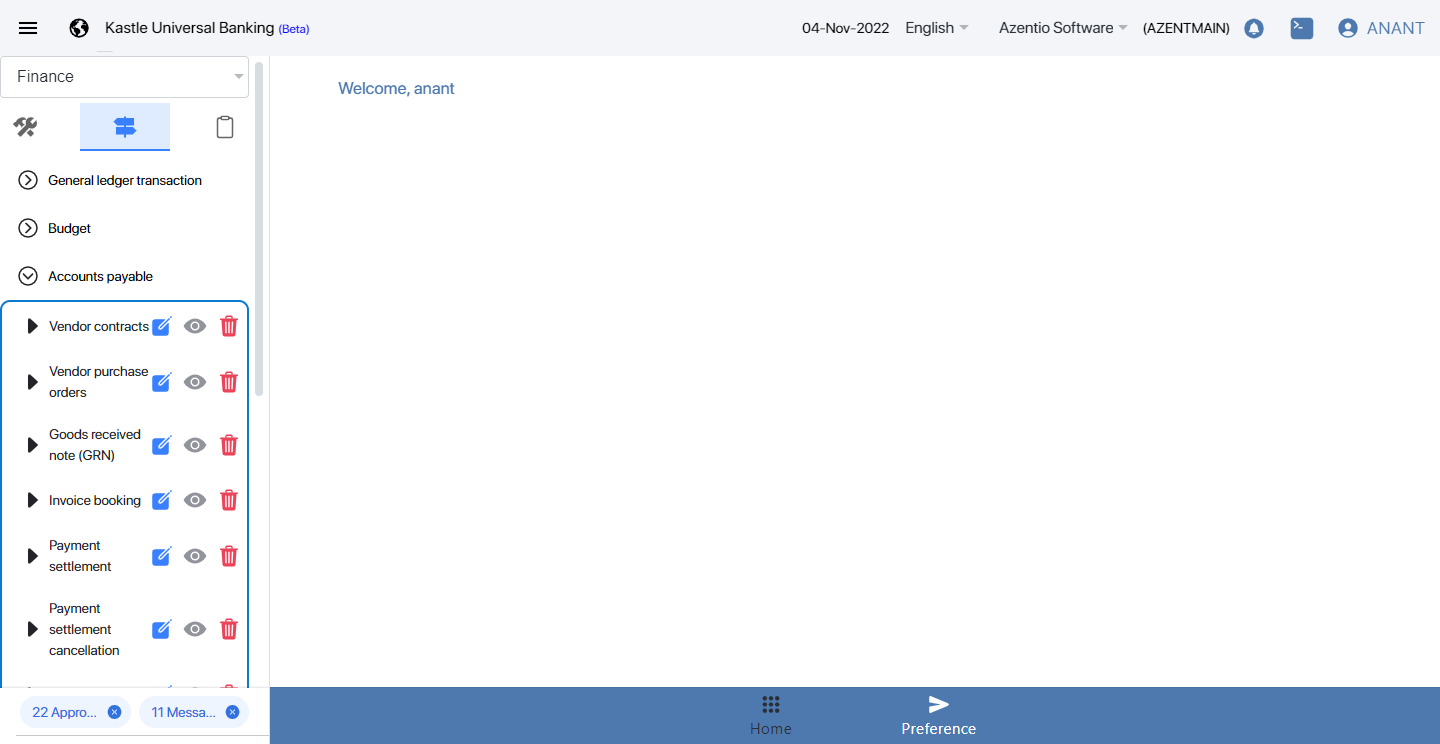 Kastle Universal Banking (Beta)
04-Nov-2022
English
Azentio Software
(AZENTMAIN)
ANANT
Finance
Welcome, anant
General ledger transaction
Budget
Accounts payable
Vendor contracts
Vendor purchase
orders
Goods received
note (GRN)
Invoice booking
Payment
settlement
Payment
settlement
cancellation
22 Appro...
11 Messa...
Home
Preference